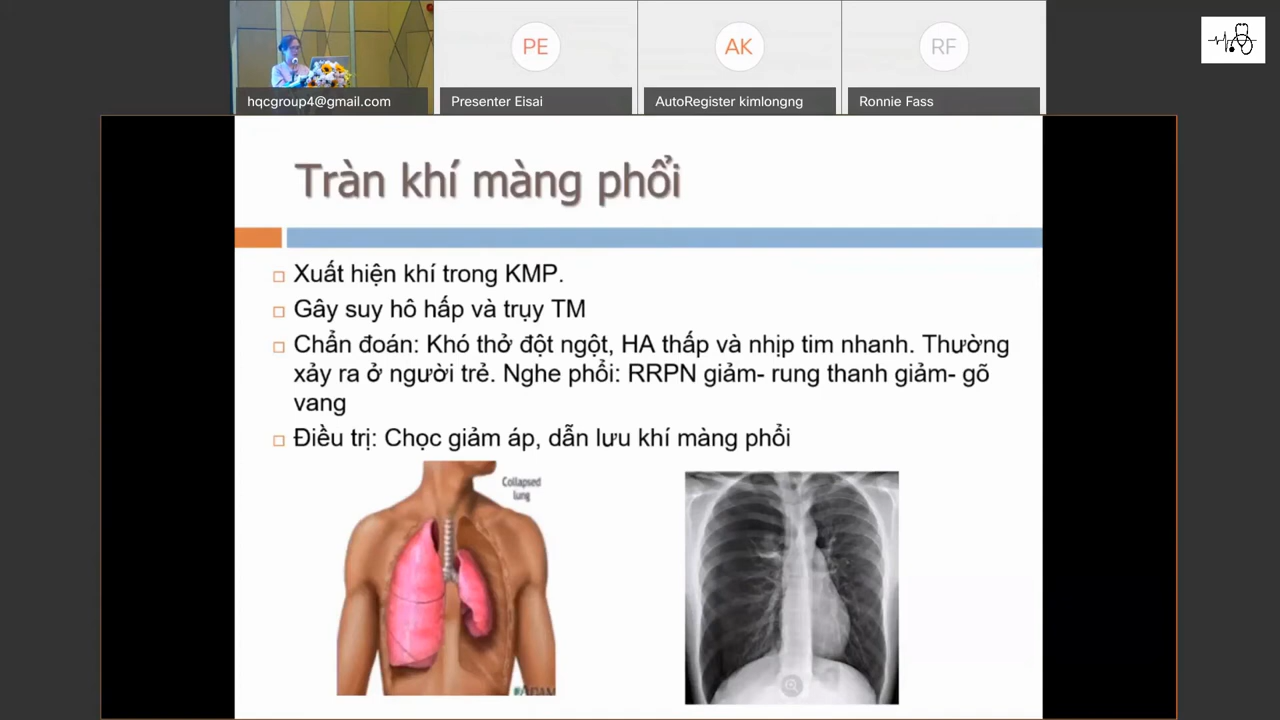 PE
AK
RF
hqcgroup4@gmail.com
Presenter Eisai
AutoRegister kimlongng
Ronnie Fass
Tràn khí màng phổi
Xuất hiện khí trong KMP.
Gây suy hô hấp và trụy TM
Chẩn đoán: Khó thở đột ngột, HA thấp và nhịp tim nhanh. Thường
xảy ra ở người trẻ. Nghe phổi: RRPN giảm- rung thanh giảm- gõ
vang
Điều trị: Chọc giảm áp, dẫn lưu khí màng phổi
Collapsed
lung
ADAM